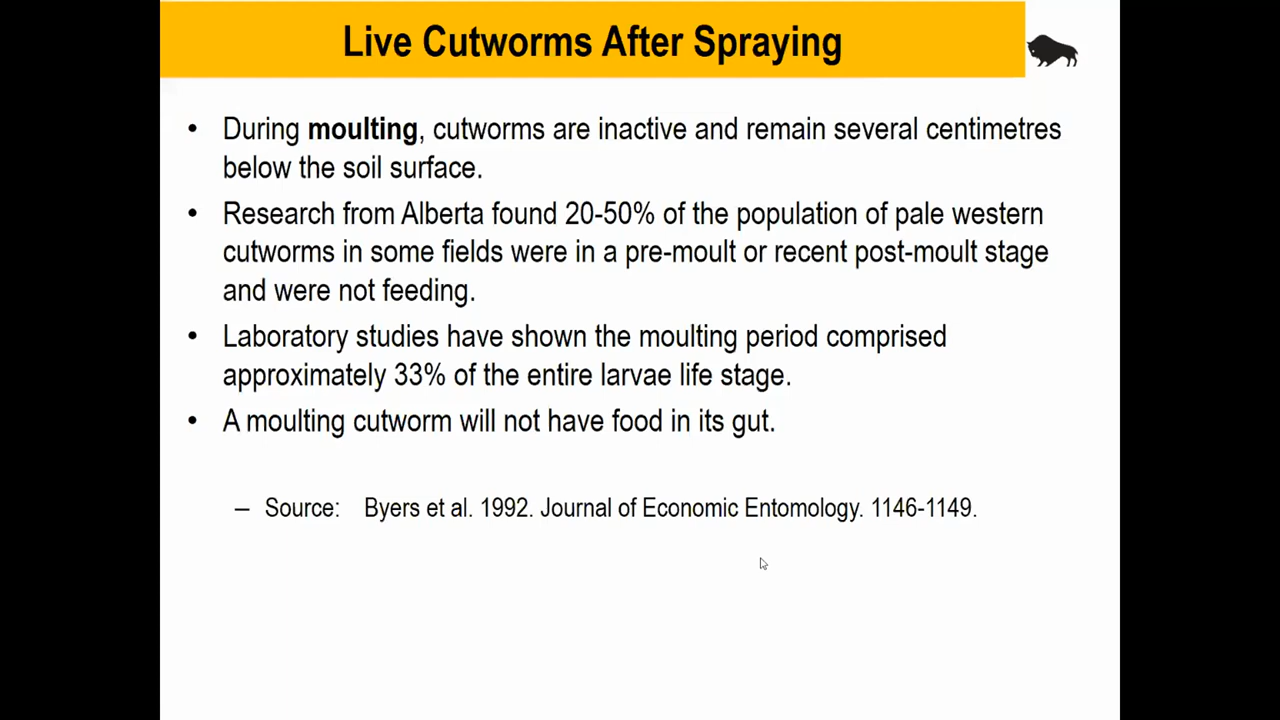 Live Cutworms After Spraying
• During moulting, cutworms are inactive and remain several centimetres
below the soil surface.
• Research from Alberta found 20-50% of the population of pale western
cutworms in some fields were in a pre-moult or recent post-moult stage
and were not feeding.
• Laboratory studies have shown the moulting period comprised
approximately 33% of the entire larvae life stage.
• A moulting cutworm will not have food in its gut.
– Source: Byers et al. 1992. Journal of Economic Entomology. 1146-1149.